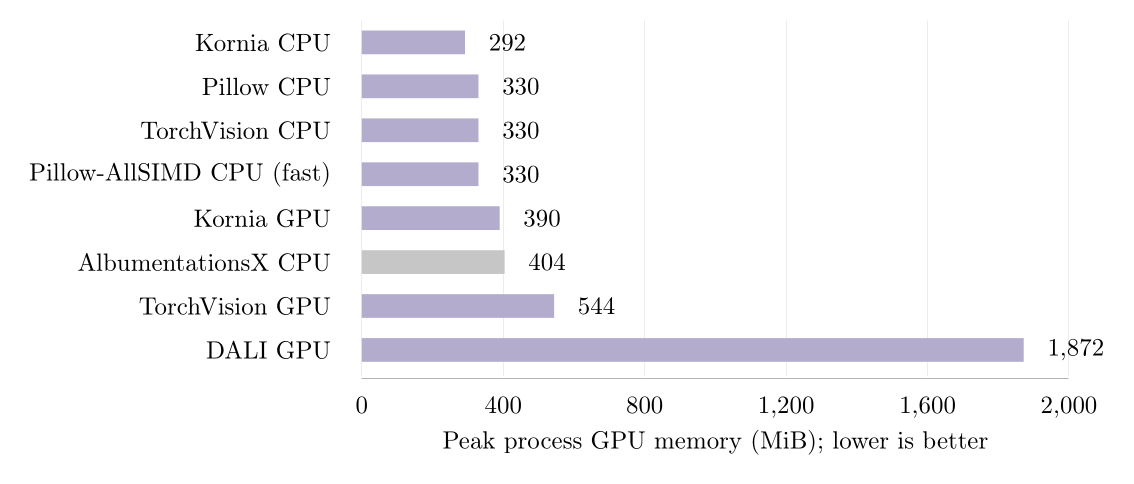 Kornia CPU 292
Pillow CPU 330
TorchVision CPU 330
Pillow-AllSIMD CPU (fast) 330
Kornia GPU 390
AlbumentationsX CPU 404
TorchVision GPU 544
DALI GPU 1,872
0 400 800 1,200 1,600 2,000
Peak process GPU memory (MiB); lower is better